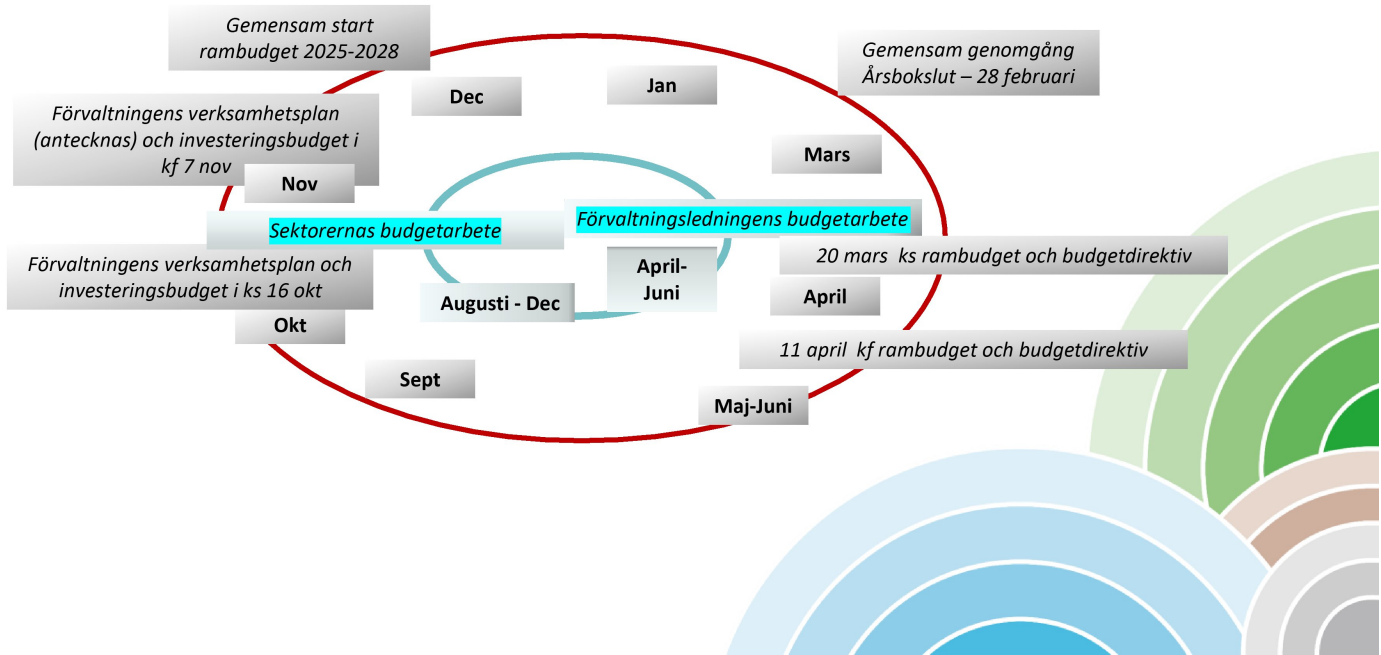 Gemensam start
rambudget 2025-2028
Gemensam genomgång
Årsbokslut – 28 februari
Jan
Dec
Förvaltningens verksamhetsplan
(antecknas) och investeringsbudget i
kf 7 nov
Mars
Nov
Förvaltningsledningens budgetarbete
Sektorernas budgetarbete
20 mars ks rambudget och budgetdirektiv
Förvaltningens verksamhetsplan och
investeringsbudget i ks 16 okt
April-
Juni
April
Augusti - Dec
Okt
11 april kf rambudget och budgetdirektiv
Sept
Maj-Juni